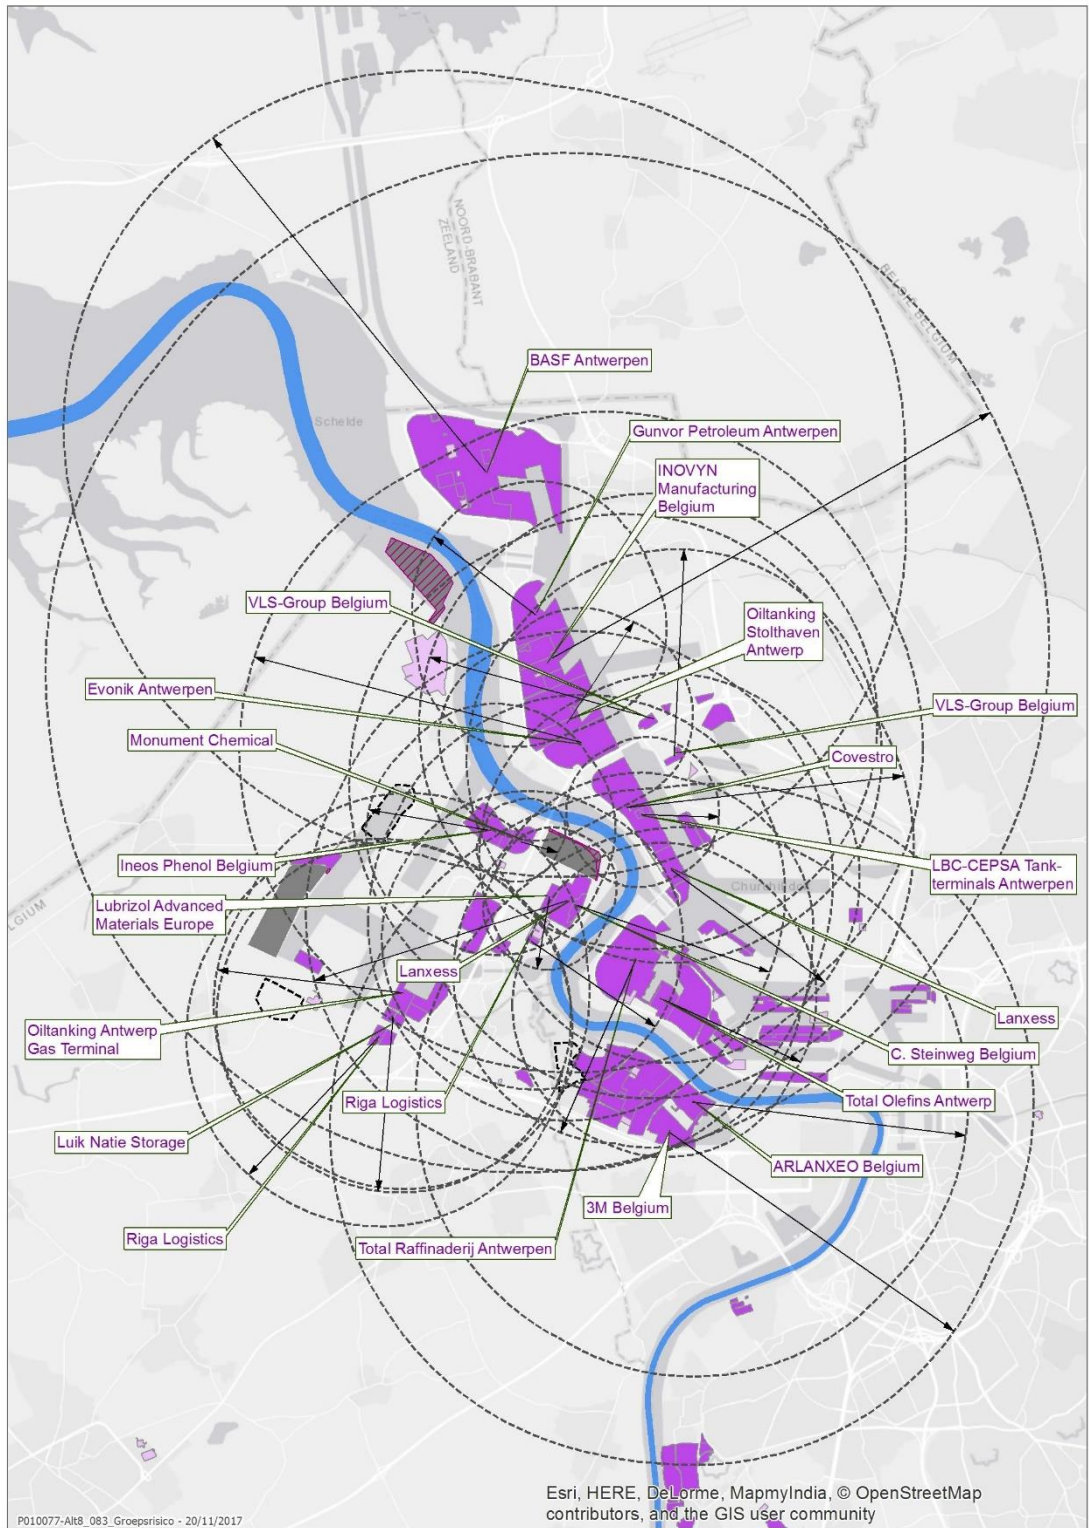 NOORD-BRABANT
ZEELAND
BELGIË BELGIUM
BASF Antwerpen
Schelde
Gunvor Petroleum Antwerpen
INOVYN
Manufacturing
Belgium
VLS-Group Belgium
Oiltanking
Stolthaven
Antwerp
Evonik Antwerpen
VLS-Group Belgium
Monument Chemical
Covestro
Ineos Phenol Belgium
LBC-CEPSA Tank-
terminals Antwerpen
Lubrizol Advanced
Materials Europe
Lanxess
Lanxess
Oiltanking Antwerp
Gas Terminal
C. Steinweg Belgium
Riga Logistics
Total Olefins Antwerp
Luik Natie Storage
ARLANXEO Belgium
3M Belgium
Riga Logistics
Total Raffinaderij Antwerpen
Esri, HERE, DeLorme, MapmyIndia, © OpenStreetMap
contributors, and the GIS user community
P010077-Alt8_083_Groepsrisico - 20/11/2017